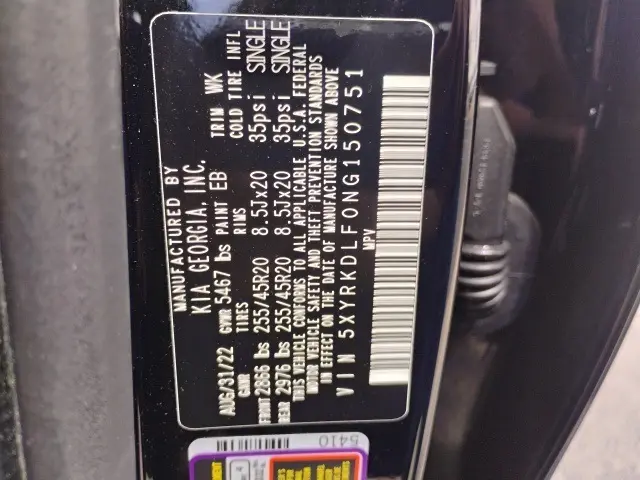 MANUFACTURED BY
KIA GEORGIA, INC.
AUG/31/22 GVWR 5467 lbs PAINT EB TRIM WK
GAWR TIRES RIMS COLD TIRE INFL
FRONT 2866 lbs 255/45R20 8.5Jx20 35psi SINGLE
REAR 2976 lbs 255/45R20 8.5Jx20 35psi SINGLE
THIS VEHICLE CONFORMS TO ALL APPLICABLE U.S.A. FEDERAL
MOTOR VEHICLE SAFETY AND THEFT PREVENTION STANDARDS
IN EFFECT ON THE DATE OF MANUFACTURE SHOWN ABOVE
VIN 5XYRKDLF0NG150751
MPV
5410